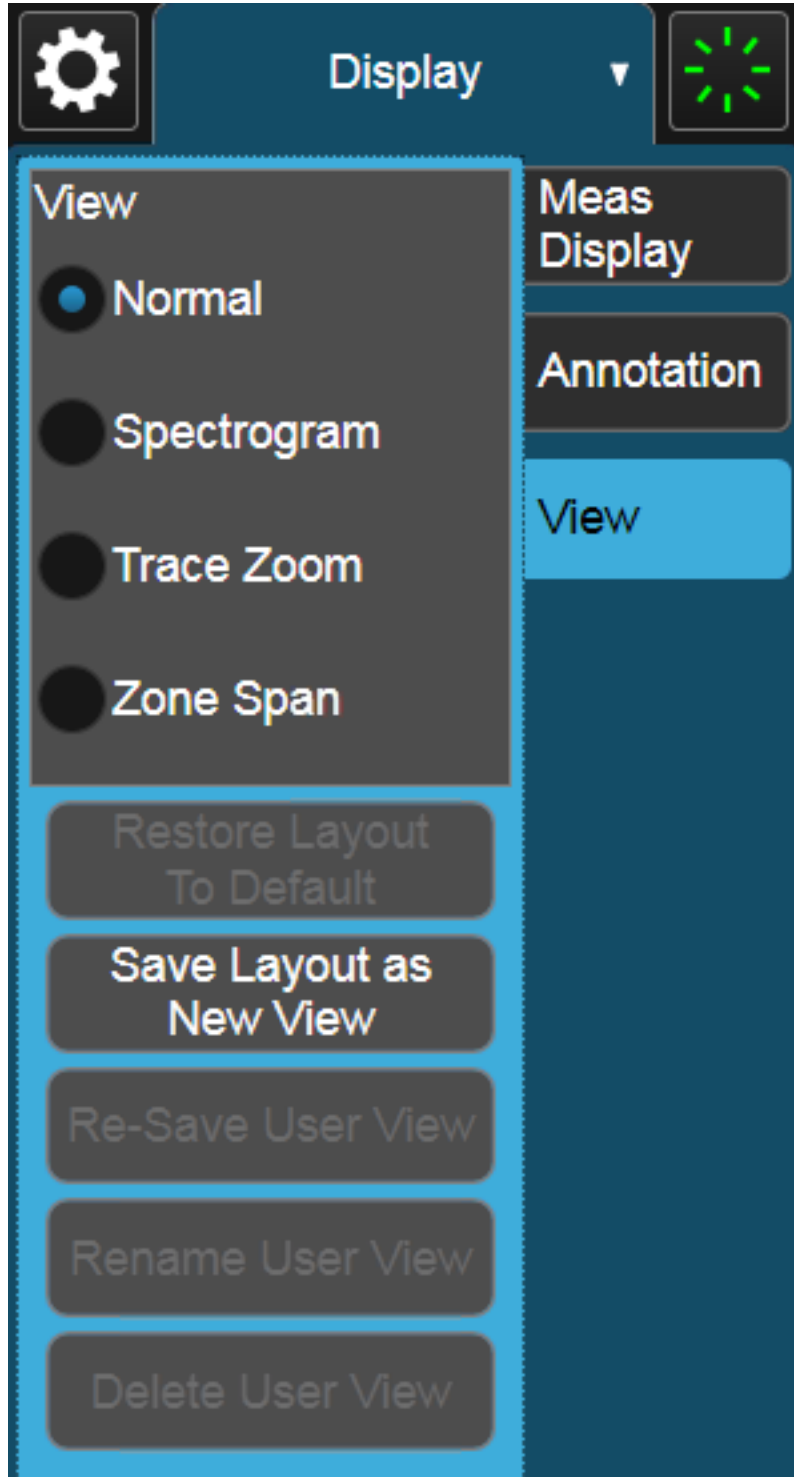 Display
View
Normal
Spectrogram
Trace Zoom
Zone Span
Restore Layout
To Default
Save Layout as
New View
Re-Save User View
Rename User View
Delete User View
Meas
Display
Annotation
View